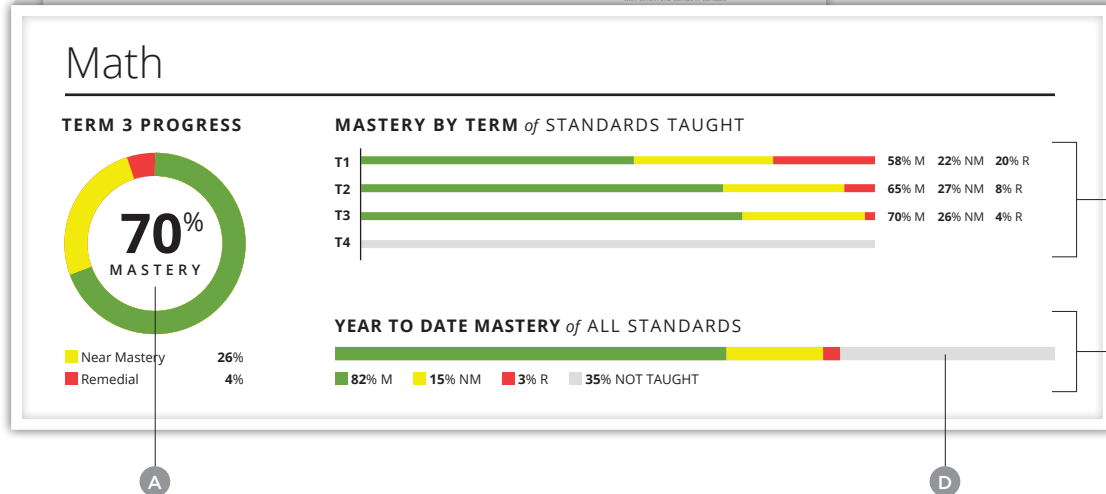 Math
TERM 3 PROGRESS
70%
MASTERY
Near Mastery 26%
Remedial 4%
MASTERY BY TERM of STANDARDS TAUGHT
T1 58% M 22% NM 20% R
T2 65% M 27% NM 8% R
T3 70% M 26% NM 4% R
T4
YEAR TO DATE MASTERY of ALL STANDARDS
82% M 15% NM 3% R 35% NOT TAUGHT
A
D